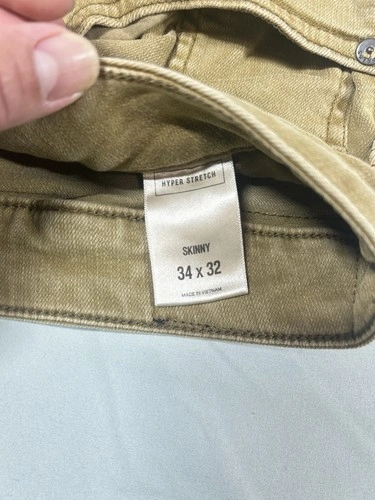 HYPER STRETCH
SKINNY
34 x 32
MADE IN VIETNAM